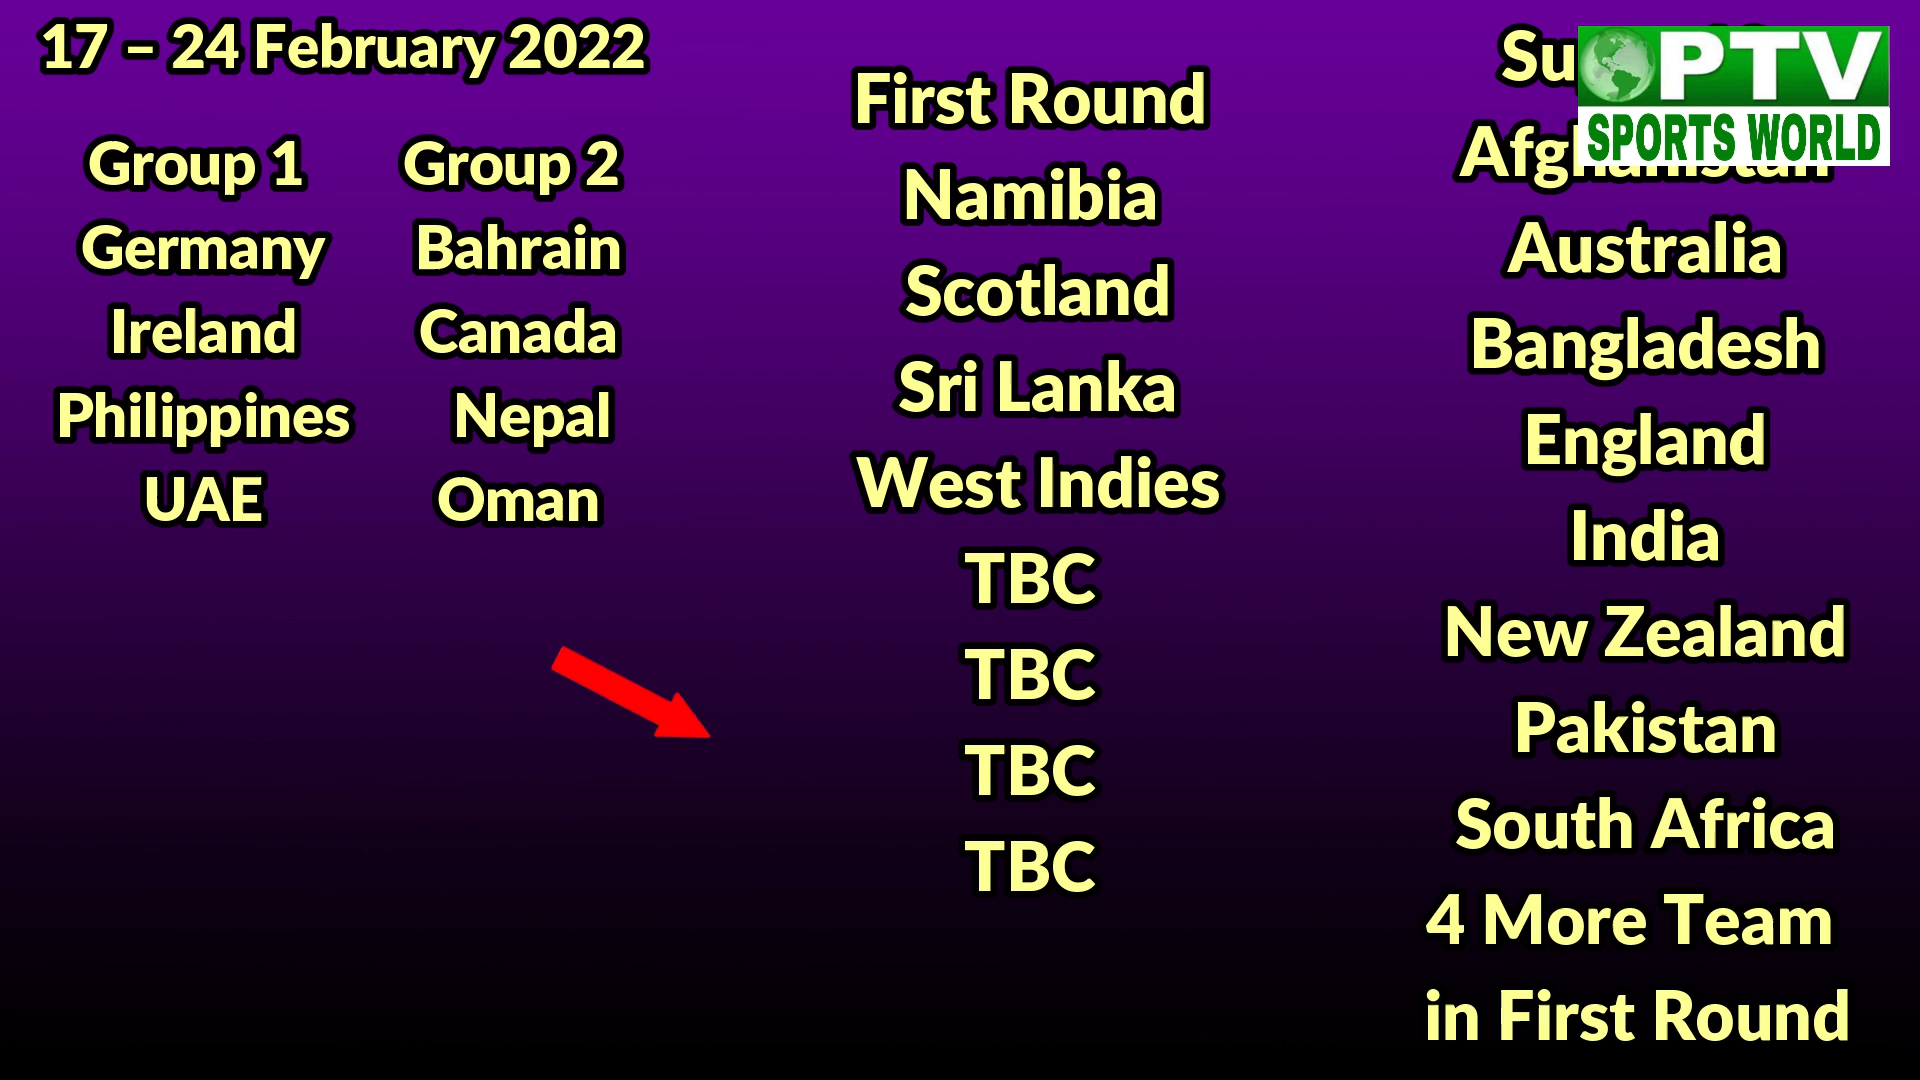 17 – 24 February 2022
Group 1
Germany
Ireland
Philippines
UAE
Group 2
Bahrain
Canada
Nepal
Oman
First Round
Namibia
Scotland
Sri Lanka
West Indies
TBC
TBC
TBC
TBC
PTV
SPORTS WORLD
Afghanistan
Australia
Bangladesh
England
India
New Zealand
Pakistan
South Africa
4 More Team
in First Round